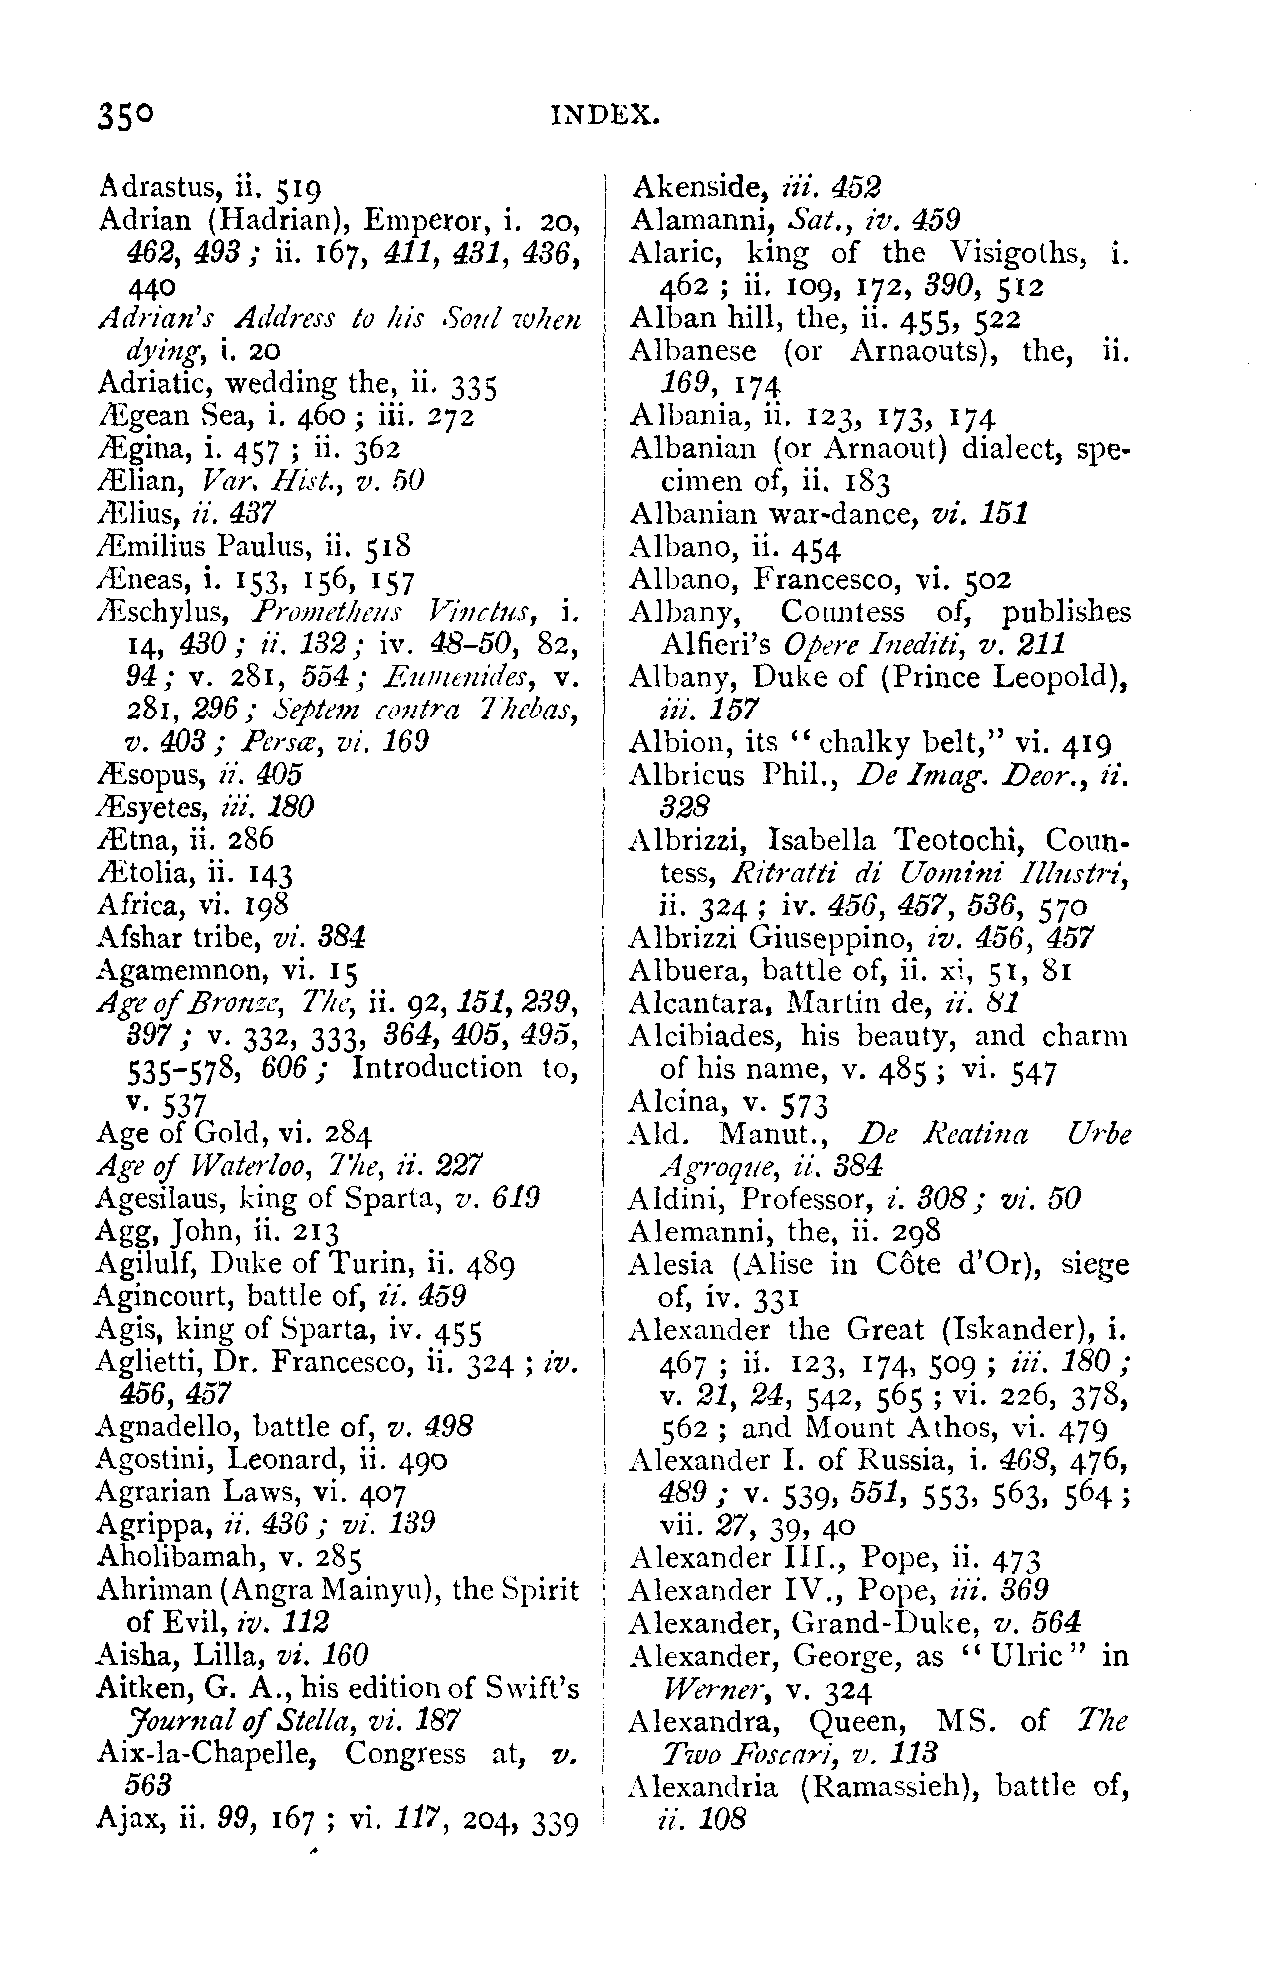 350
INDEX.
Adrastus, ii. 519
Adrian (Hadrian), Emperor, i. 20,
462, 493; ii. 167, 411, 431, 436,
440
Adrian's Address to his Soul when
dying, i. 20
Adriatic, wedding the, ii. 335
Ægean Sea, i. 460; iii. 272
Ægina, i. 457; ii. 362
Ælian, Var. Hist., v. 50
Ælius, ii. 437
Æmilius Paulus, ii. 518
Æneas, i. 153, 156, 157
Æschylus, Prometheus Vinctus, i.
14, 430; ii. 132; iv. 48-50, 82,
94; v. 281, 554; Eumenides, v.
281, 296; Septem contra Thebas,
v. 403; Persæ, vi. 169
Æsopus, ii. 405
Æsyetes, iii. 180
Ætna, ii. 286
Ætolia, ii. 143
Africa, vi. 198
Afshar tribe, vi. 384
Agamemnon, vi. 15
Age of Bronze, The, ii. 92, 151, 239,
397; v. 332, 333, 364, 405, 495,
535-578, 606; Introduction to,
v. 537
Age of Gold, vi. 284
Age of Waterloo, The, ii. 227
Agesilaus, king of Sparta, v. 619
Agg, John, ii. 213
Agilulf, Duke of Turin, ii. 489
Agincourt, battle of, ii. 459
Agis, king of Sparta, iv. 455
Aglietti, Dr. Francesco, ii. 324; iv.
456, 457
Agnadello, battle of, v. 498
Agostini, Leonard, ii. 490
Agrarian Laws, vi. 407
Agrippa, ii. 436; vi. 139
Aholibamah, v. 285
Ahriman (Angra Mainyu), the Spirit
of Evil, iv. 112
Aisha, Lilla, vi. 160
Aitken, G. A., his edition of Swift's
Journal of Stella, vi. 187
Aix-la-Chapelle, Congress at, v.
563
Ajax, ii. 99, 167; vi. 117, 204, 339
Akenside, iii. 452
Alamanni, Sat., iv. 459
Alaric, king of the Visigoths, i.
462; ii. 109, 172, 390, 512
Alban hill, the, ii. 455, 522
Albanese (or Arnaouts), the, ii.
169, 174
Albania, ii. 123, 173, 174
Albanian (or Arnaout) dialect, spe-
cimen of, ii. 183
Albanian war-dance, vi. 151
Albano, ii. 454
Albano, Francesco, vi. 502
Albany, Countess of, publishes
Alfieri's Opere Inediti, v. 211
Albany, Duke of (Prince Leopold),
iii. 157
Albion, its "chalky belt," vi. 419
Albricus Phil., De Imag. Deor., ii.
328
Albrizzi, Isabella Teotochi, Coun-
tess, Ritratti di Uomini Illustri,
ii. 324; iv. 456, 457, 536, 570
Albrizzi Giuseppino, iv. 456, 457
Albuera, battle of, ii. xi, 51, 81
Alcantara, Martin de, ii. 81
Alcibiades, his beauty, and charm
of his name, v. 485; vi. 547
Alcina, v. 573
Ald. Manut., De Reatina Urbe
Agroque, ii. 384
Aldini, Professor, i. 308; vi. 50
Alemanni, the, ii. 298
Alesia (Alise in Côte d'Or), siege
of, iv. 331
Alexander the Great (Iskander), i.
467; ii. 123, 174, 509; iii. 180;
v. 21, 24, 542, 565; vi. 226, 378,
562; and Mount Athos, vi. 479
Alexander I. of Russia, i. 468, 476,
489; v. 539, 551, 553, 563, 564;
vii. 27, 39, 40
Alexander III., Pope, ii. 473
Alexander IV., Pope, iii. 369
Alexander, Grand-Duke, v. 564
Alexander, George, as "Ulric" in
Werner, v. 324
Alexandra, Queen, MS. of The
Two Foscari, v. 113
Alexandria (Ramassieh), battle of,
ii. 108